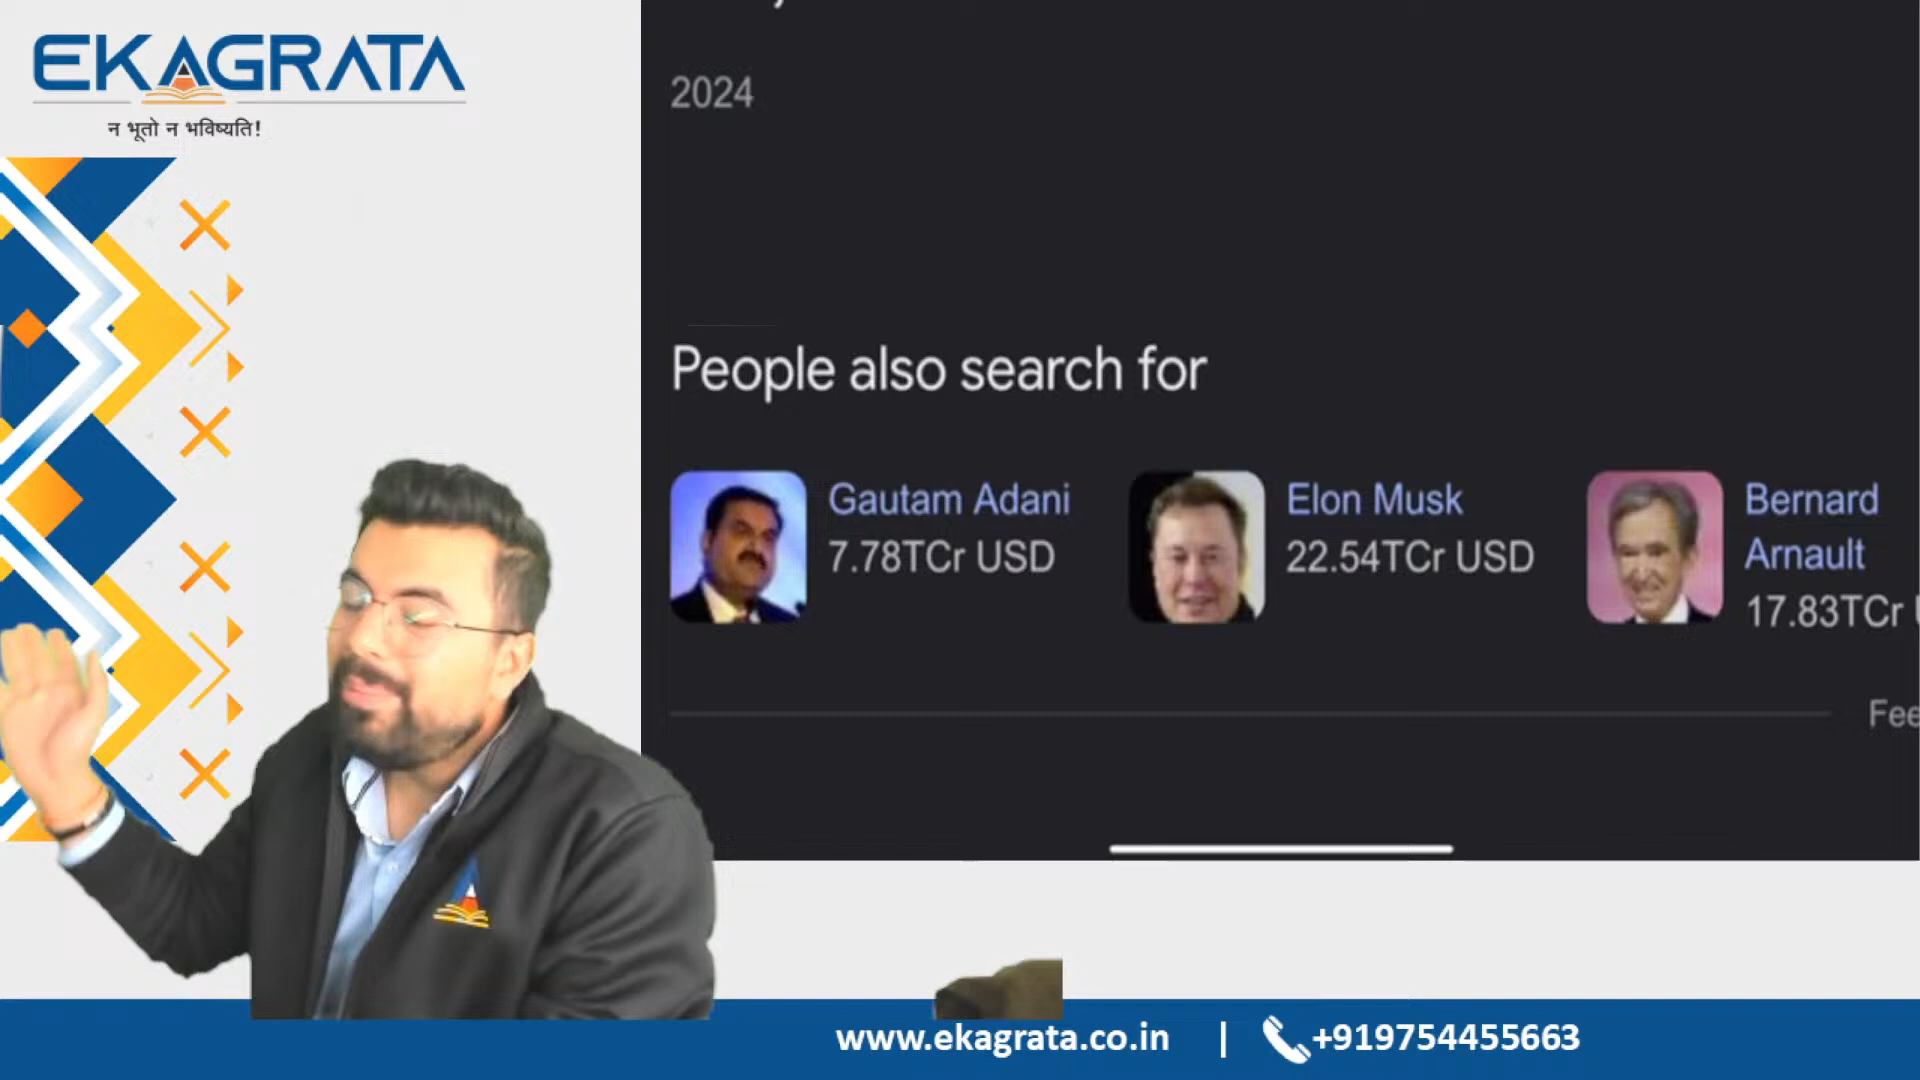 EKAGRATA
न भूतो न भविष्यति!
2024
People also search for
Gautam Adani
7.78TCr USD
Elon Musk
22.54TCr USD
Bernard
Arnault
17.83TCr
Fee
www.ekagrata.co.in | +919754455663